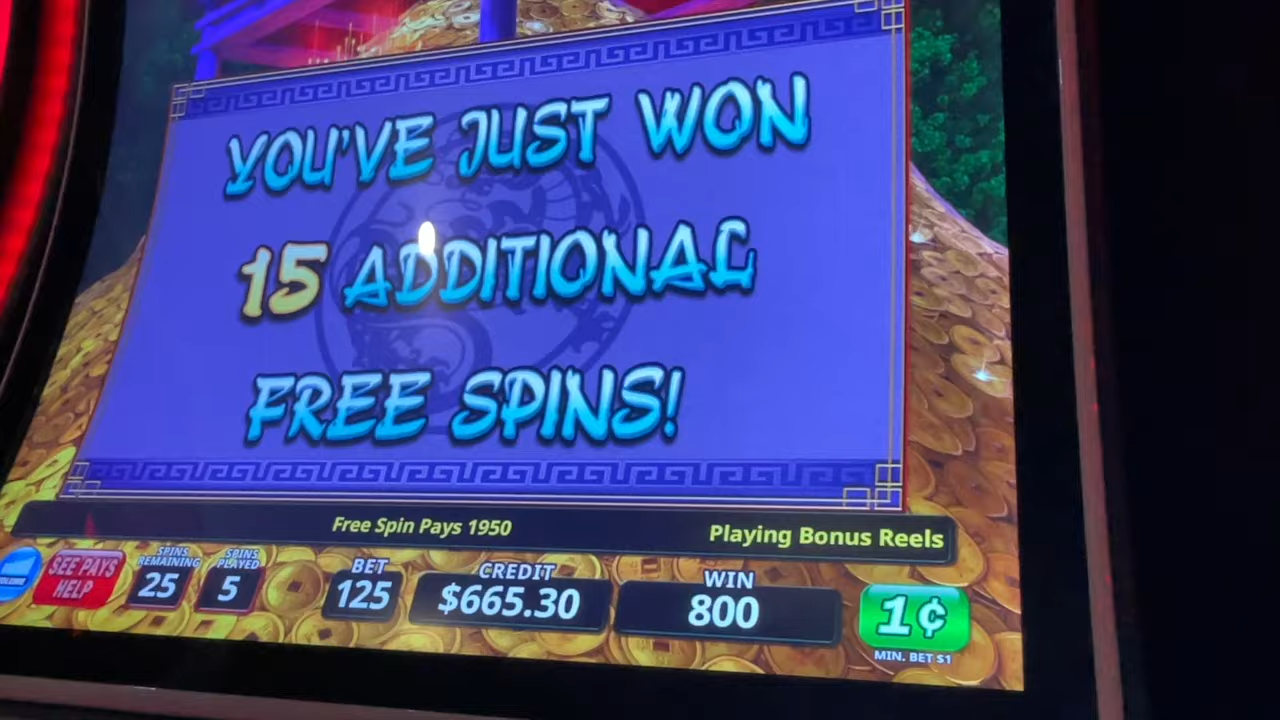 YOU'VE JUST WON
15 ADDITIONAL
FREE SPINS!
Free Spin Pays 1950
Playing Bonus Reels
SEE PAYS
HELP
SPINS
REMAINING
25
SPINS
PLAYED
5
BET
125
CREDIT
$665.30
WIN
800
1¢
MIN. BET $1